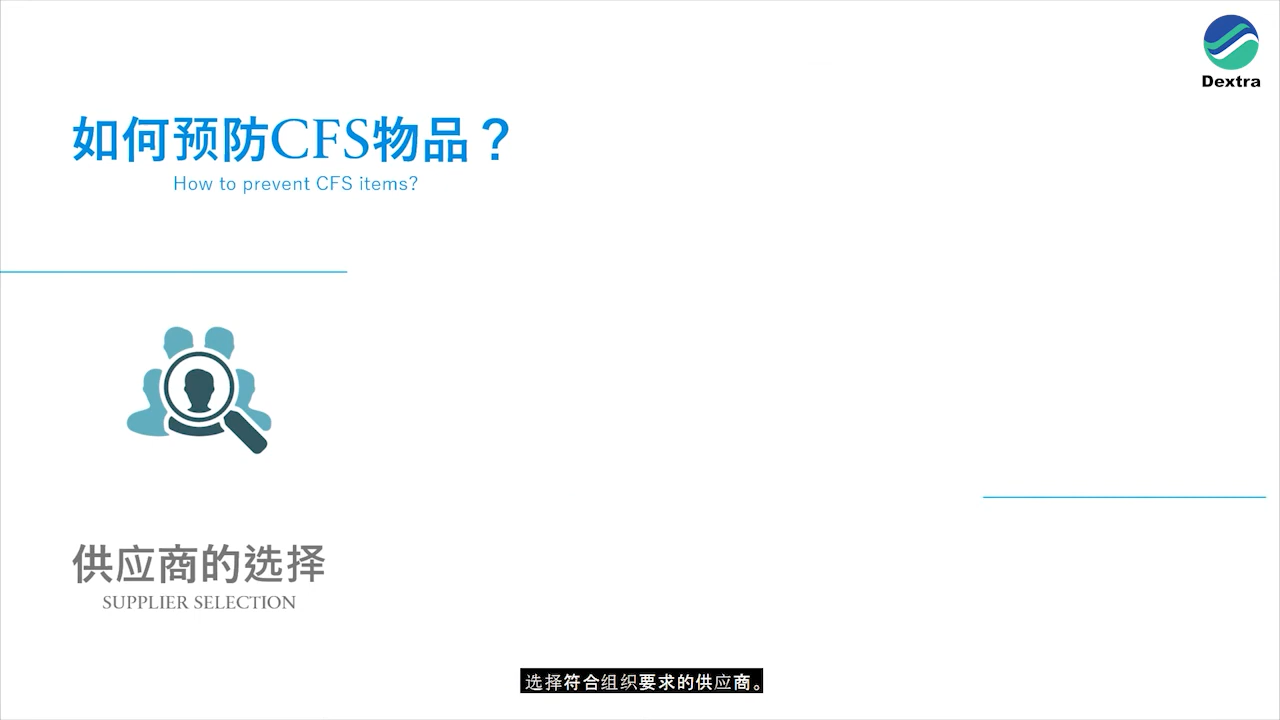 Dextra
如何预防CFS物品？
How to prevent CFS items?
供应商的选择
SUPPLIER SELECTION
选择符合组织要求的供应商。